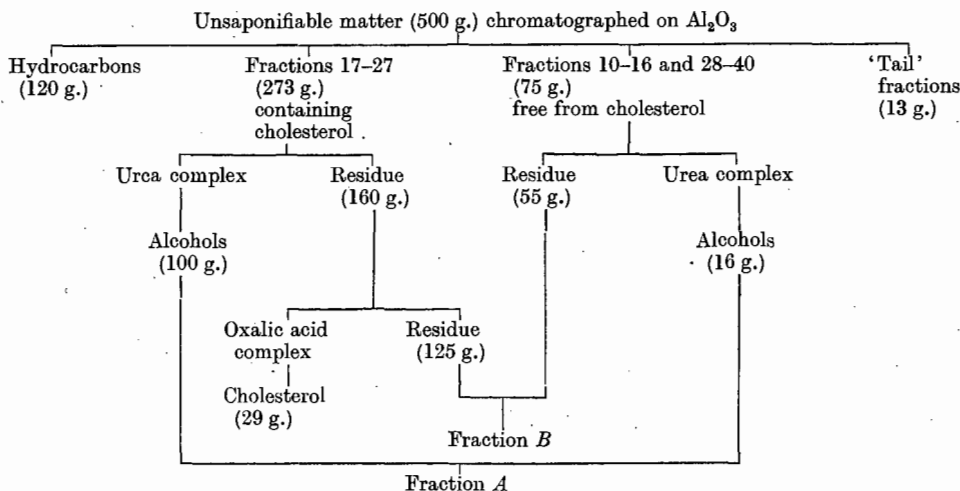 Unsaponifiable matter (500 g.) chromatographed on Al₂O₃
Hydrocarbons
(120 g.)
Fractions 17–27
(273 g.)
containing
cholesterol
Fractions 10–16 and 28–40
(75 g.)
free from cholesterol
'Tail'
fractions
(13 g.)
Urea complex
Residue
(160 g.)
Residue
(55 g.)
Urea complex
Alcohols
(100 g.)
Alcohols
(16 g.)
Oxalic acid
complex
Residue
(125 g.)
Cholesterol
(29 g.)
Fraction B
Fraction A